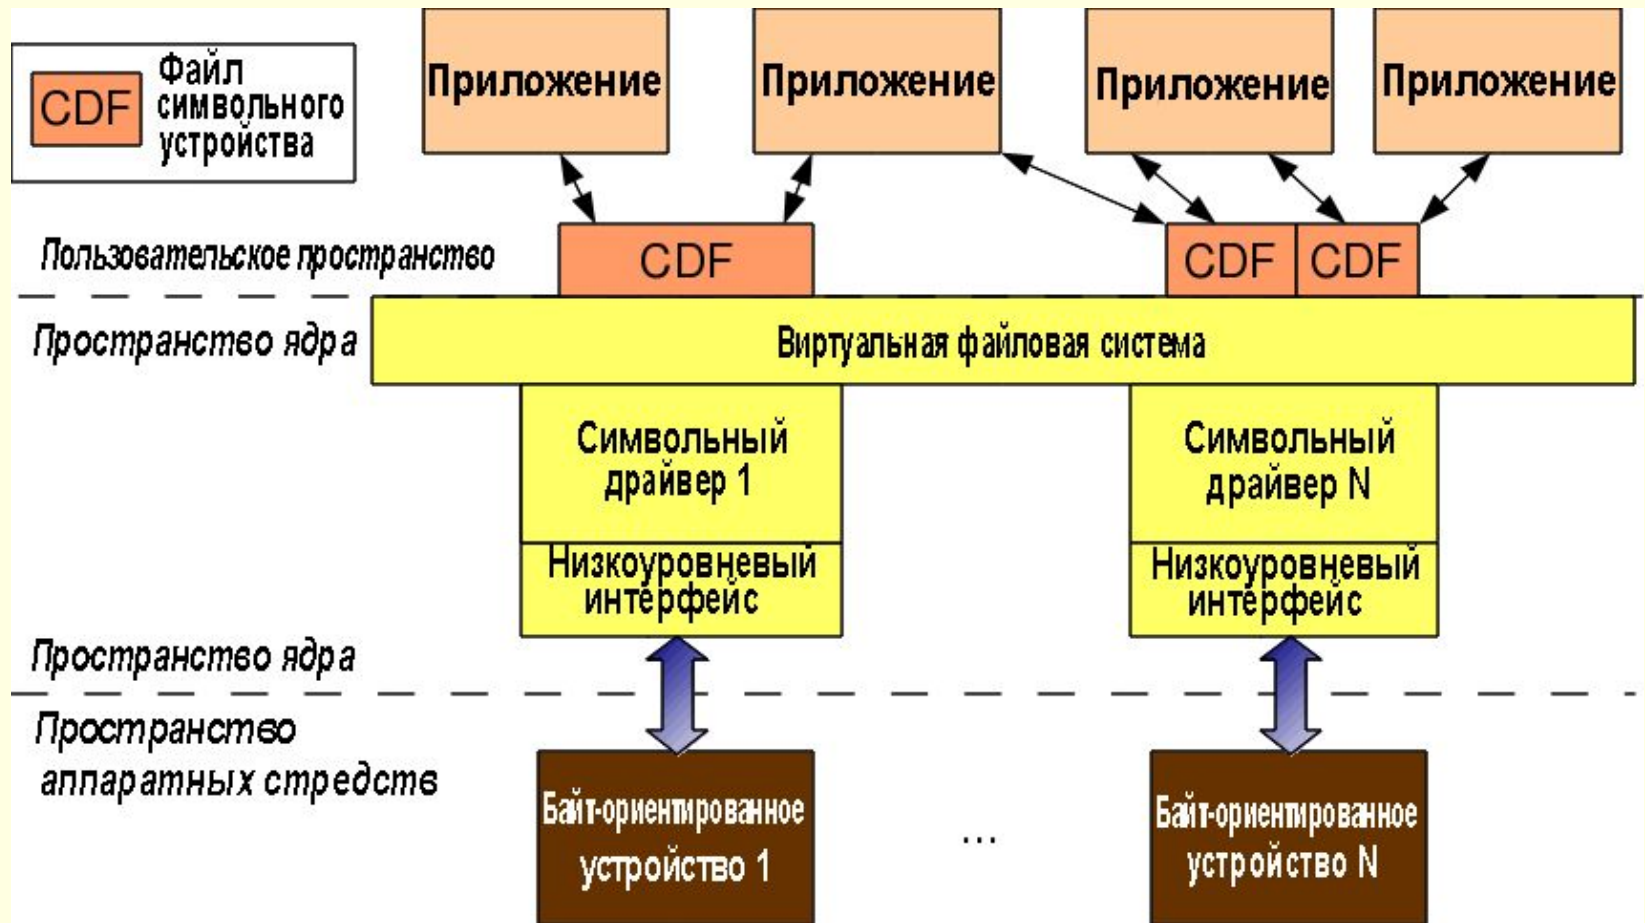 Файл
символьного
устройства
CDF
Приложение
Приложение
Приложение
Приложение
Пользовательское пространство
CDF
CDF
CDF
Пространство ядра
Виртуальная файловая система
Символьный
драйвер 1
Символьный
драйвер N
Низкоуровневый
интерфейс
Низкоуровневый
интерфейс
Пространство ядра
Пространство
аппаратных стредств
Байт-ориентированное
устройство 1
...
Байт-ориентированное
устройство N